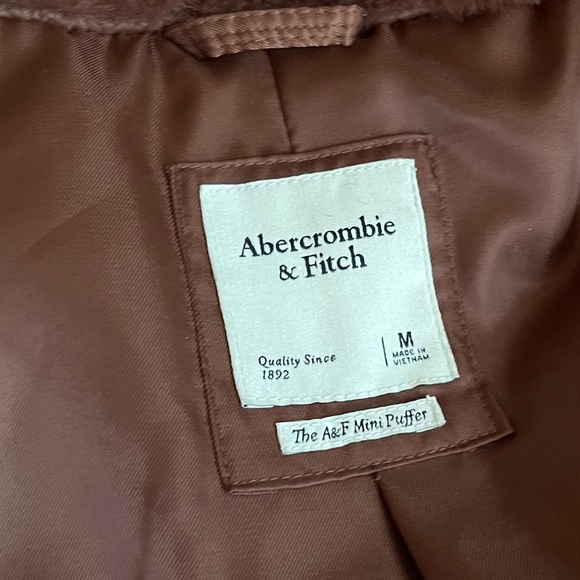 Abercrombie
& Fitch
Quality Since
1892
M
MADE IN
VIETNAM
The A&F Mini Puffer